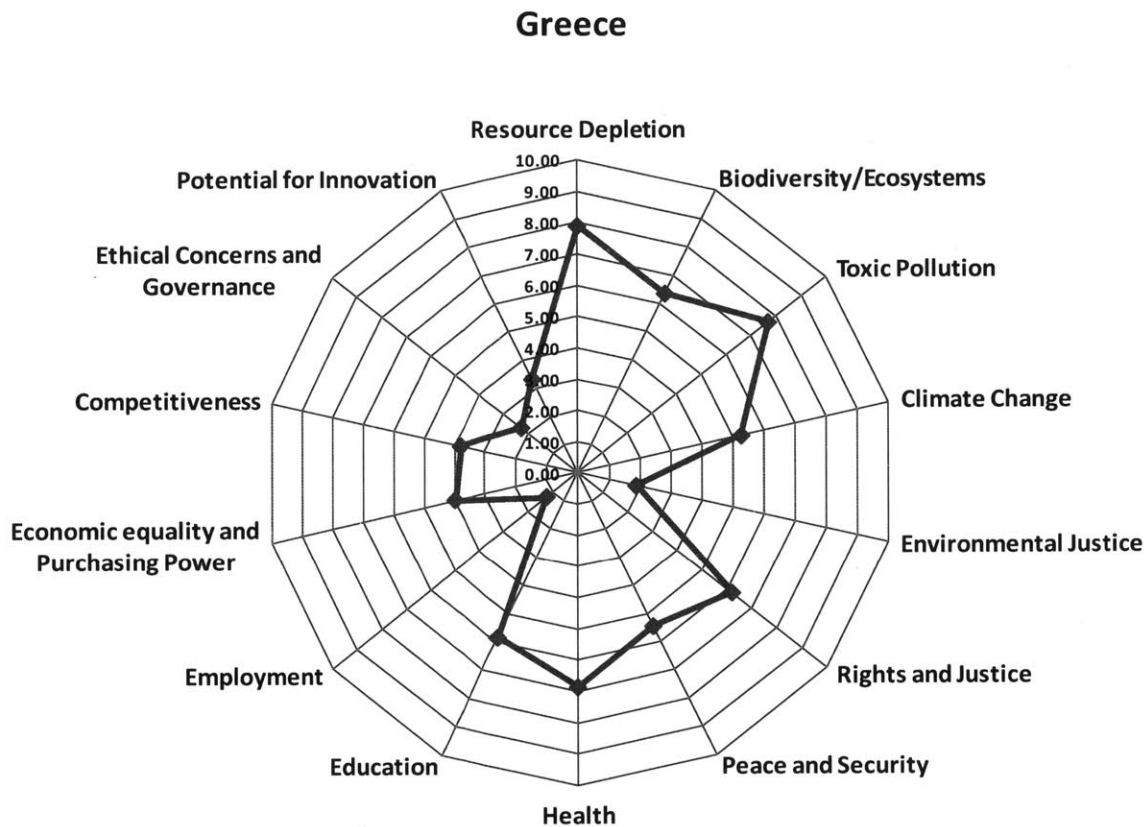 Greece
Resource Depletion
10.00
9.00
8.00
7.00
6.00
5.00
4.00
3.00
2.00
1.00
0.00
Biodiversity/Ecosystems
Toxic Pollution
Climate Change
Environmental Justice
Rights and Justice
Peace and Security
Health
Education
Employment
Economic equality and
Purchasing Power
Competitiveness
Ethical Concerns and
Governance
Potential for Innovation